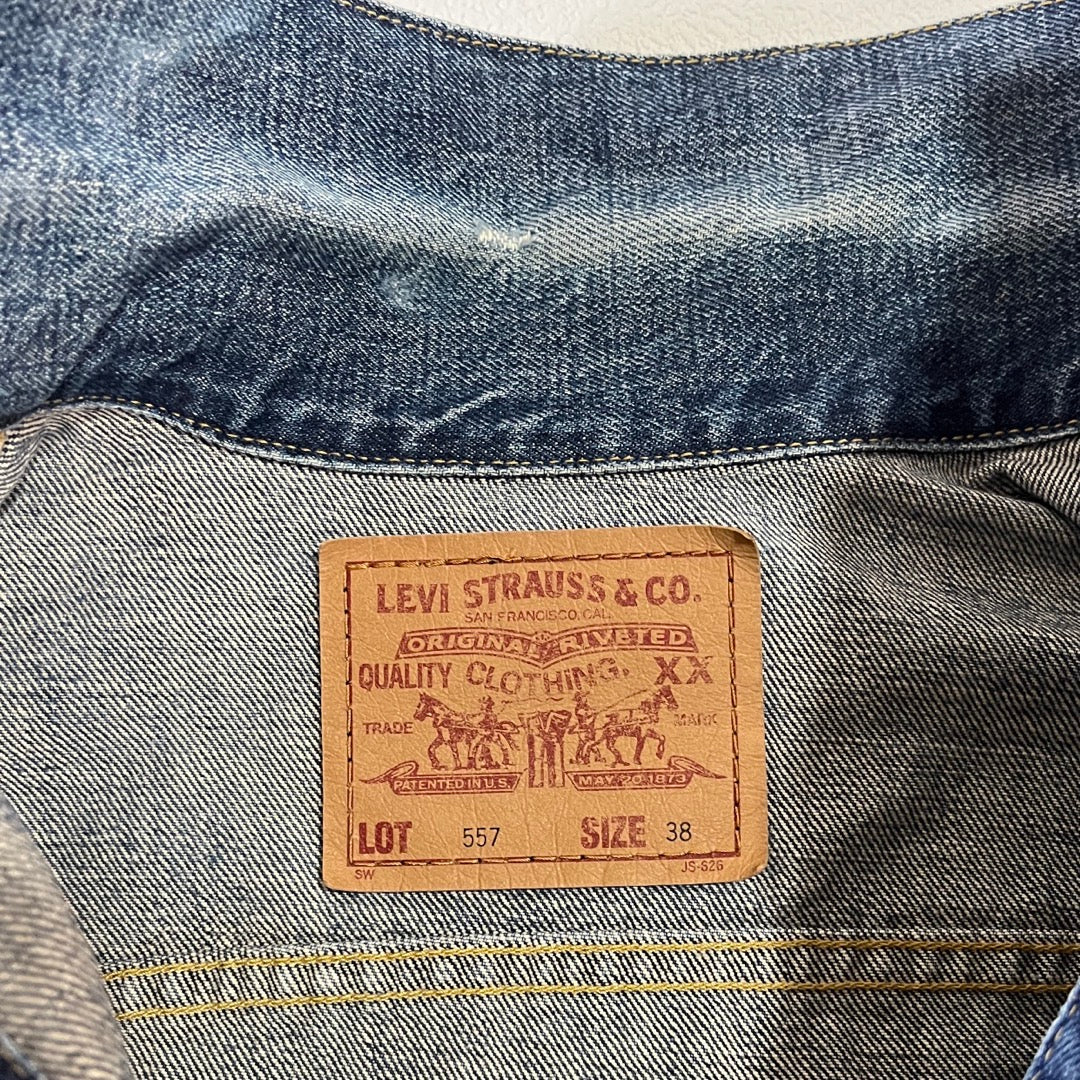 LEVI STRAUSS & CO.
SAN FRANCISCO, CAL.
ORIGINAL RIVETED
QUALITY CLOTHING. XX
TRADE MARK
PATENTED IN U.S. MAY 20 1873
LOT 557 SIZE 38
SW JS-S26